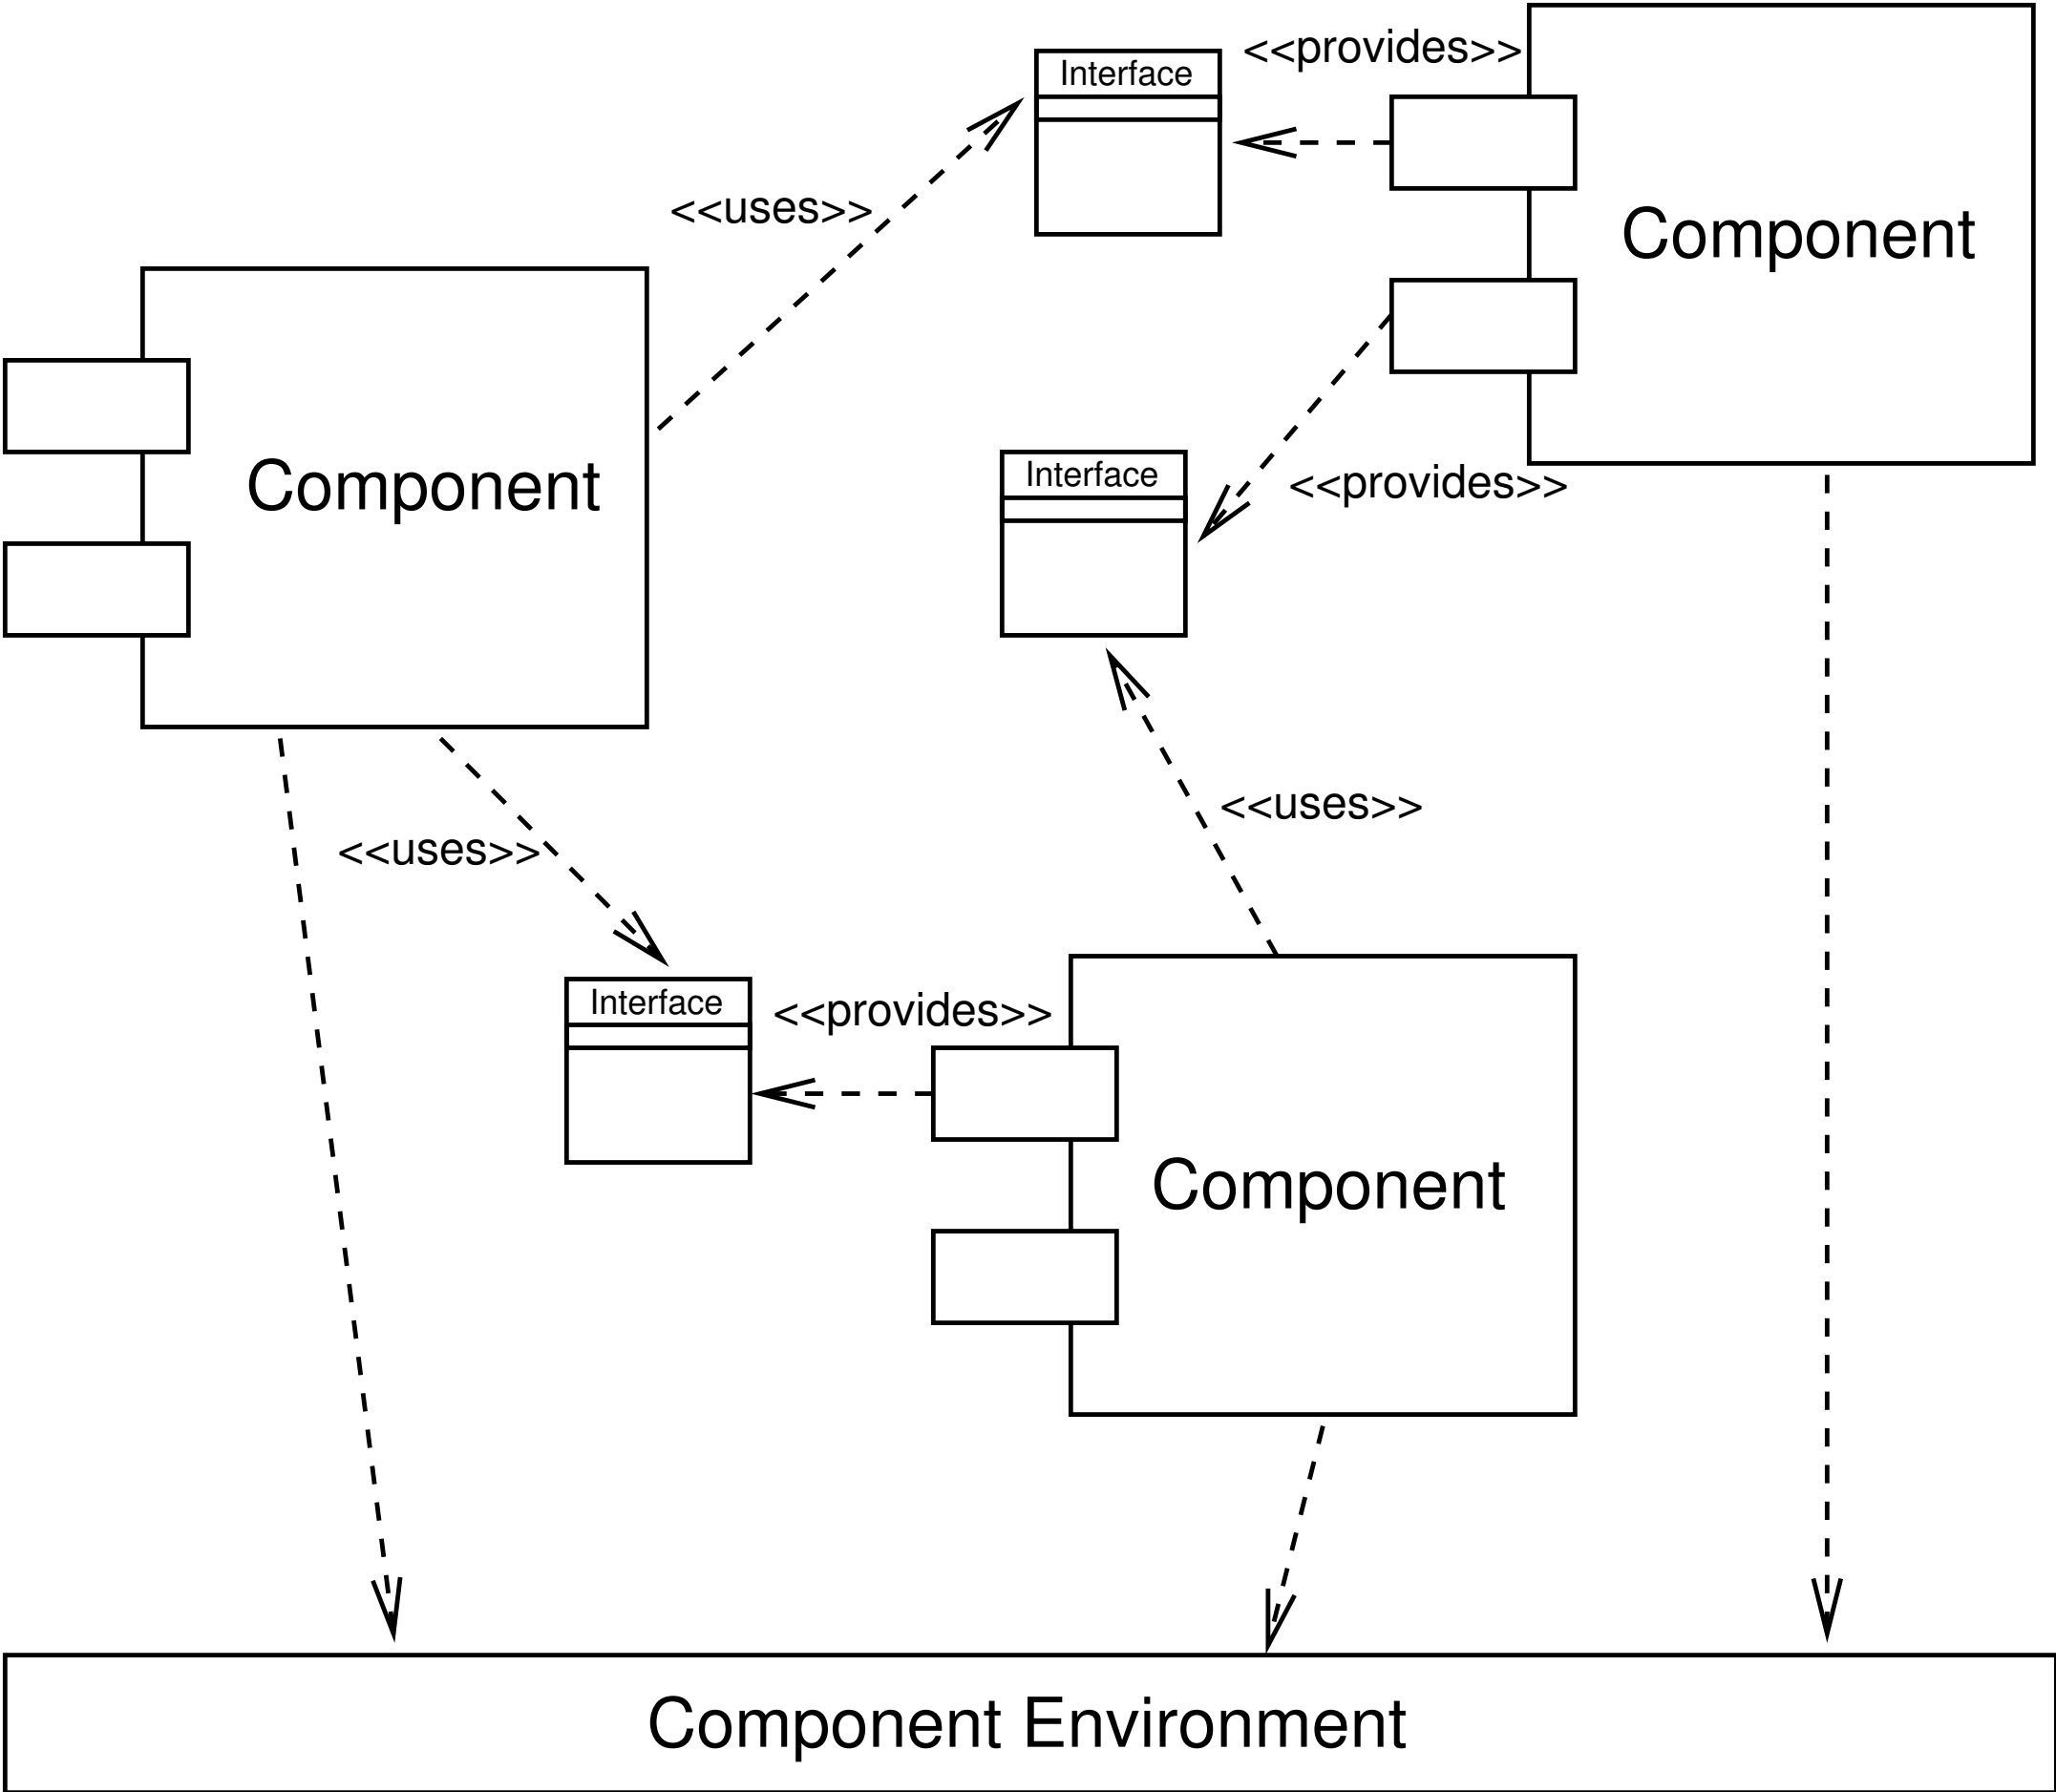 <<provides>>
Interface
<<uses>>
Component
Component
Interface
<<provides>>
<<uses>>
<<uses>>
Interface
<<provides>>
Component
Component Environment